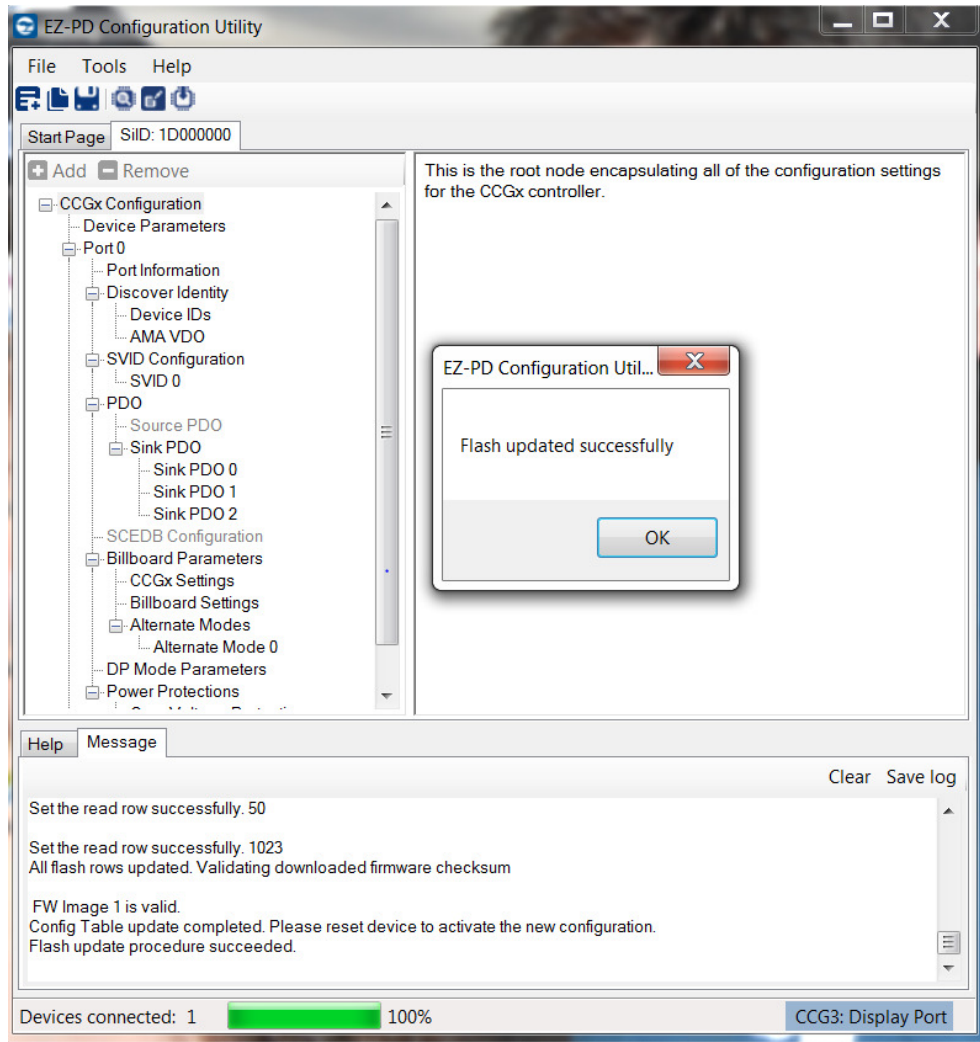 EZ-PD Configuration Utility
File Tools Help
Start Page SilD: 1D000000
Add Remove
CCGx Configuration
Device Parameters
Port 0
Port Information
Discover Identity
Device IDs
AMA VDO
SVID Configuration
SVID 0
PDO
Source PDO
Sink PDO
Sink PDO 0
Sink PDO 1
Sink PDO 2
SCEDB Configuration
Billboard Parameters
CCGx Settings
Billboard Settings
Alternate Modes
Alternate Mode 0
DP Mode Parameters
Power Protections
This is the root node encapsulating all of the configuration settings
for the CCGx controller.
EZ-PD Configuration Util...
Flash updated successfully
OK
Help Message
Clear Save log
Set the read row successfully. 50
Set the read row successfully. 1023
All flash rows updated. Validating downloaded firmware checksum
FW Image 1 is valid.
Config Table update completed. Please reset device to activate the new configuration.
Flash update procedure succeeded.
Devices connected: 1 100% CCG3: Display Port